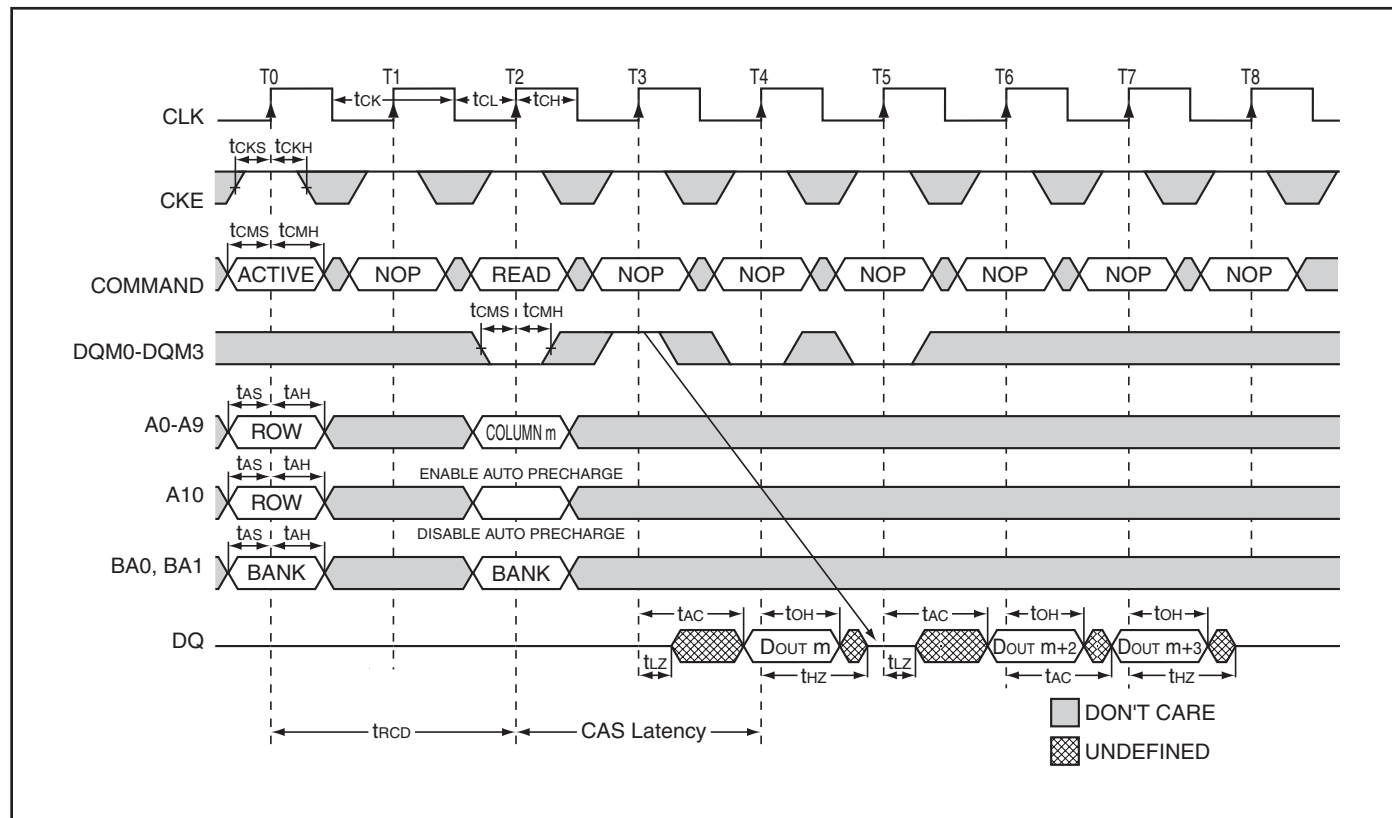 T0 T1 T2 T3 T4 T5 T6 T7 T8
tCK tCL tCH
CLK
tCKS tCKH
CKE
tCMS tCMH
COMMAND ACTIVE NOP READ NOP NOP NOP NOP NOP NOP
tCMS tCMH
DQM0-DQM3
tAS tAH
A0-A9 ROW COLUMN m
tAS tAH ENABLE AUTO PRECHARGE
A10 ROW
tAS tAH DISABLE AUTO PRECHARGE
BA0, BA1 BANK BANK
tAC tOH tAC tOH tOH
DQ DOUT m DOUT m+2 DOUT m+3
tLZ tHZ tLZ tAC tHZ
tRCD CAS Latency
DON'T CARE
UNDEFINED